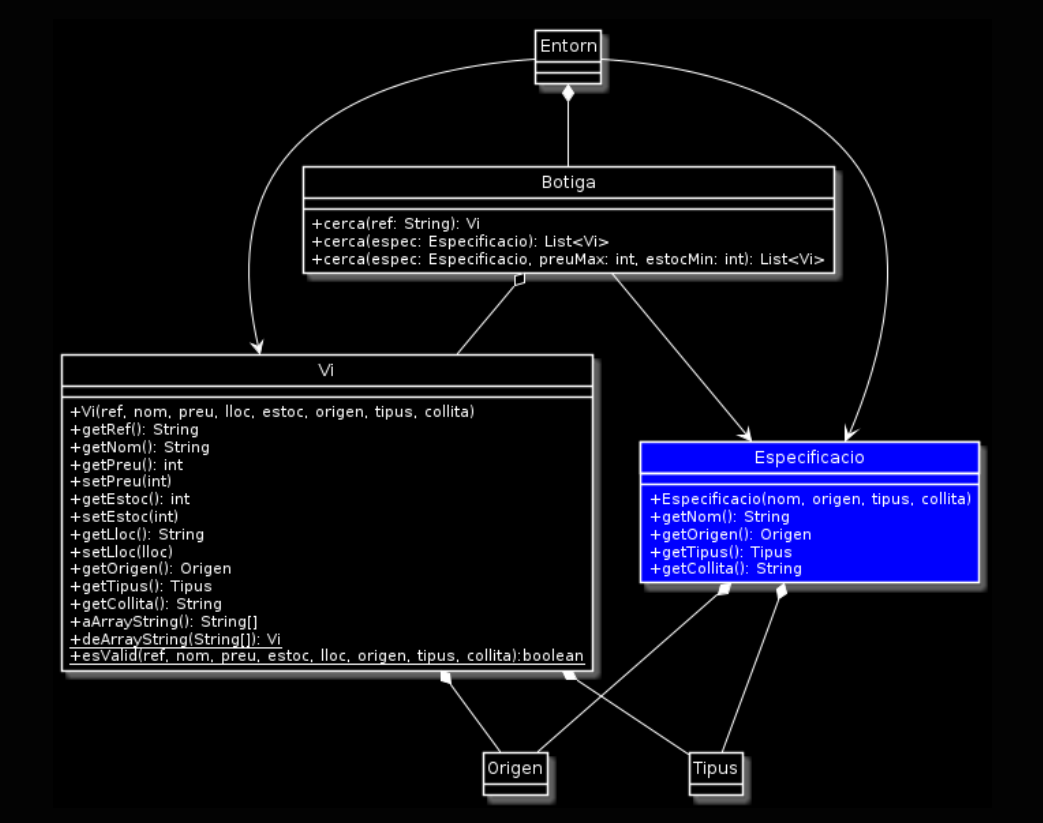 Entorn
Botiga
+cerca(ref: String): Vi
+cerca(espec: Especificacio): List<Vi>
+cerca(espec: Especificacio, preuMax: int, estocMin: int): List<Vi>
Vi
+Vi(ref, nom, preu, lloc, estoc, origen, tipus, collita)
+getRef(): String
+getNom(): String
+getPreu(): int
+setPreu(int)
+getEstoc(): int
+setEstoc(int)
+getLloc(): String
+setLloc(lloc)
+getOrigen(): Origen
+getTipus(): Tipus
+getCollita(): String
+aArrayString(): String[]
+deArrayString(String[]): Vi
+esValid(ref, nom, preu, estoc, lloc, origen, tipus, collita):boolean
Especificacio
+Especificacio(nom, origen, tipus, collita)
+getNom(): String
+getOrigen(): Origen
+getTipus(): Tipus
+getCollita(): String
Origen
Tipus